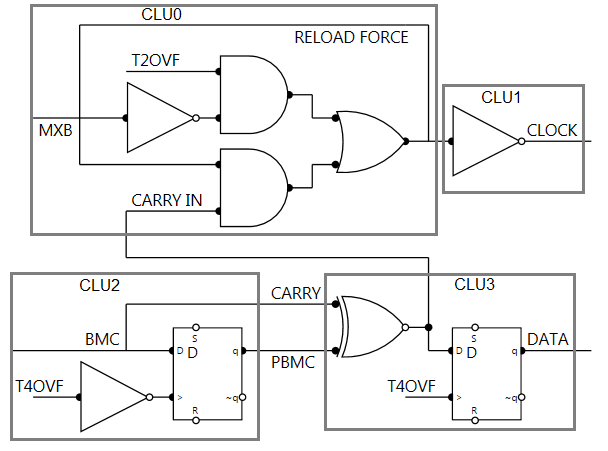 CLU0
RELOAD FORCE
T2OVF
CLU1
MXB
CLOCK
CARRY IN
CLU2
CLU3
CARRY
BMC
S
D D
q
PBMC
T4OVF
>
~q
R
S
D D
q
DATA
T4OVF
>
~q
R